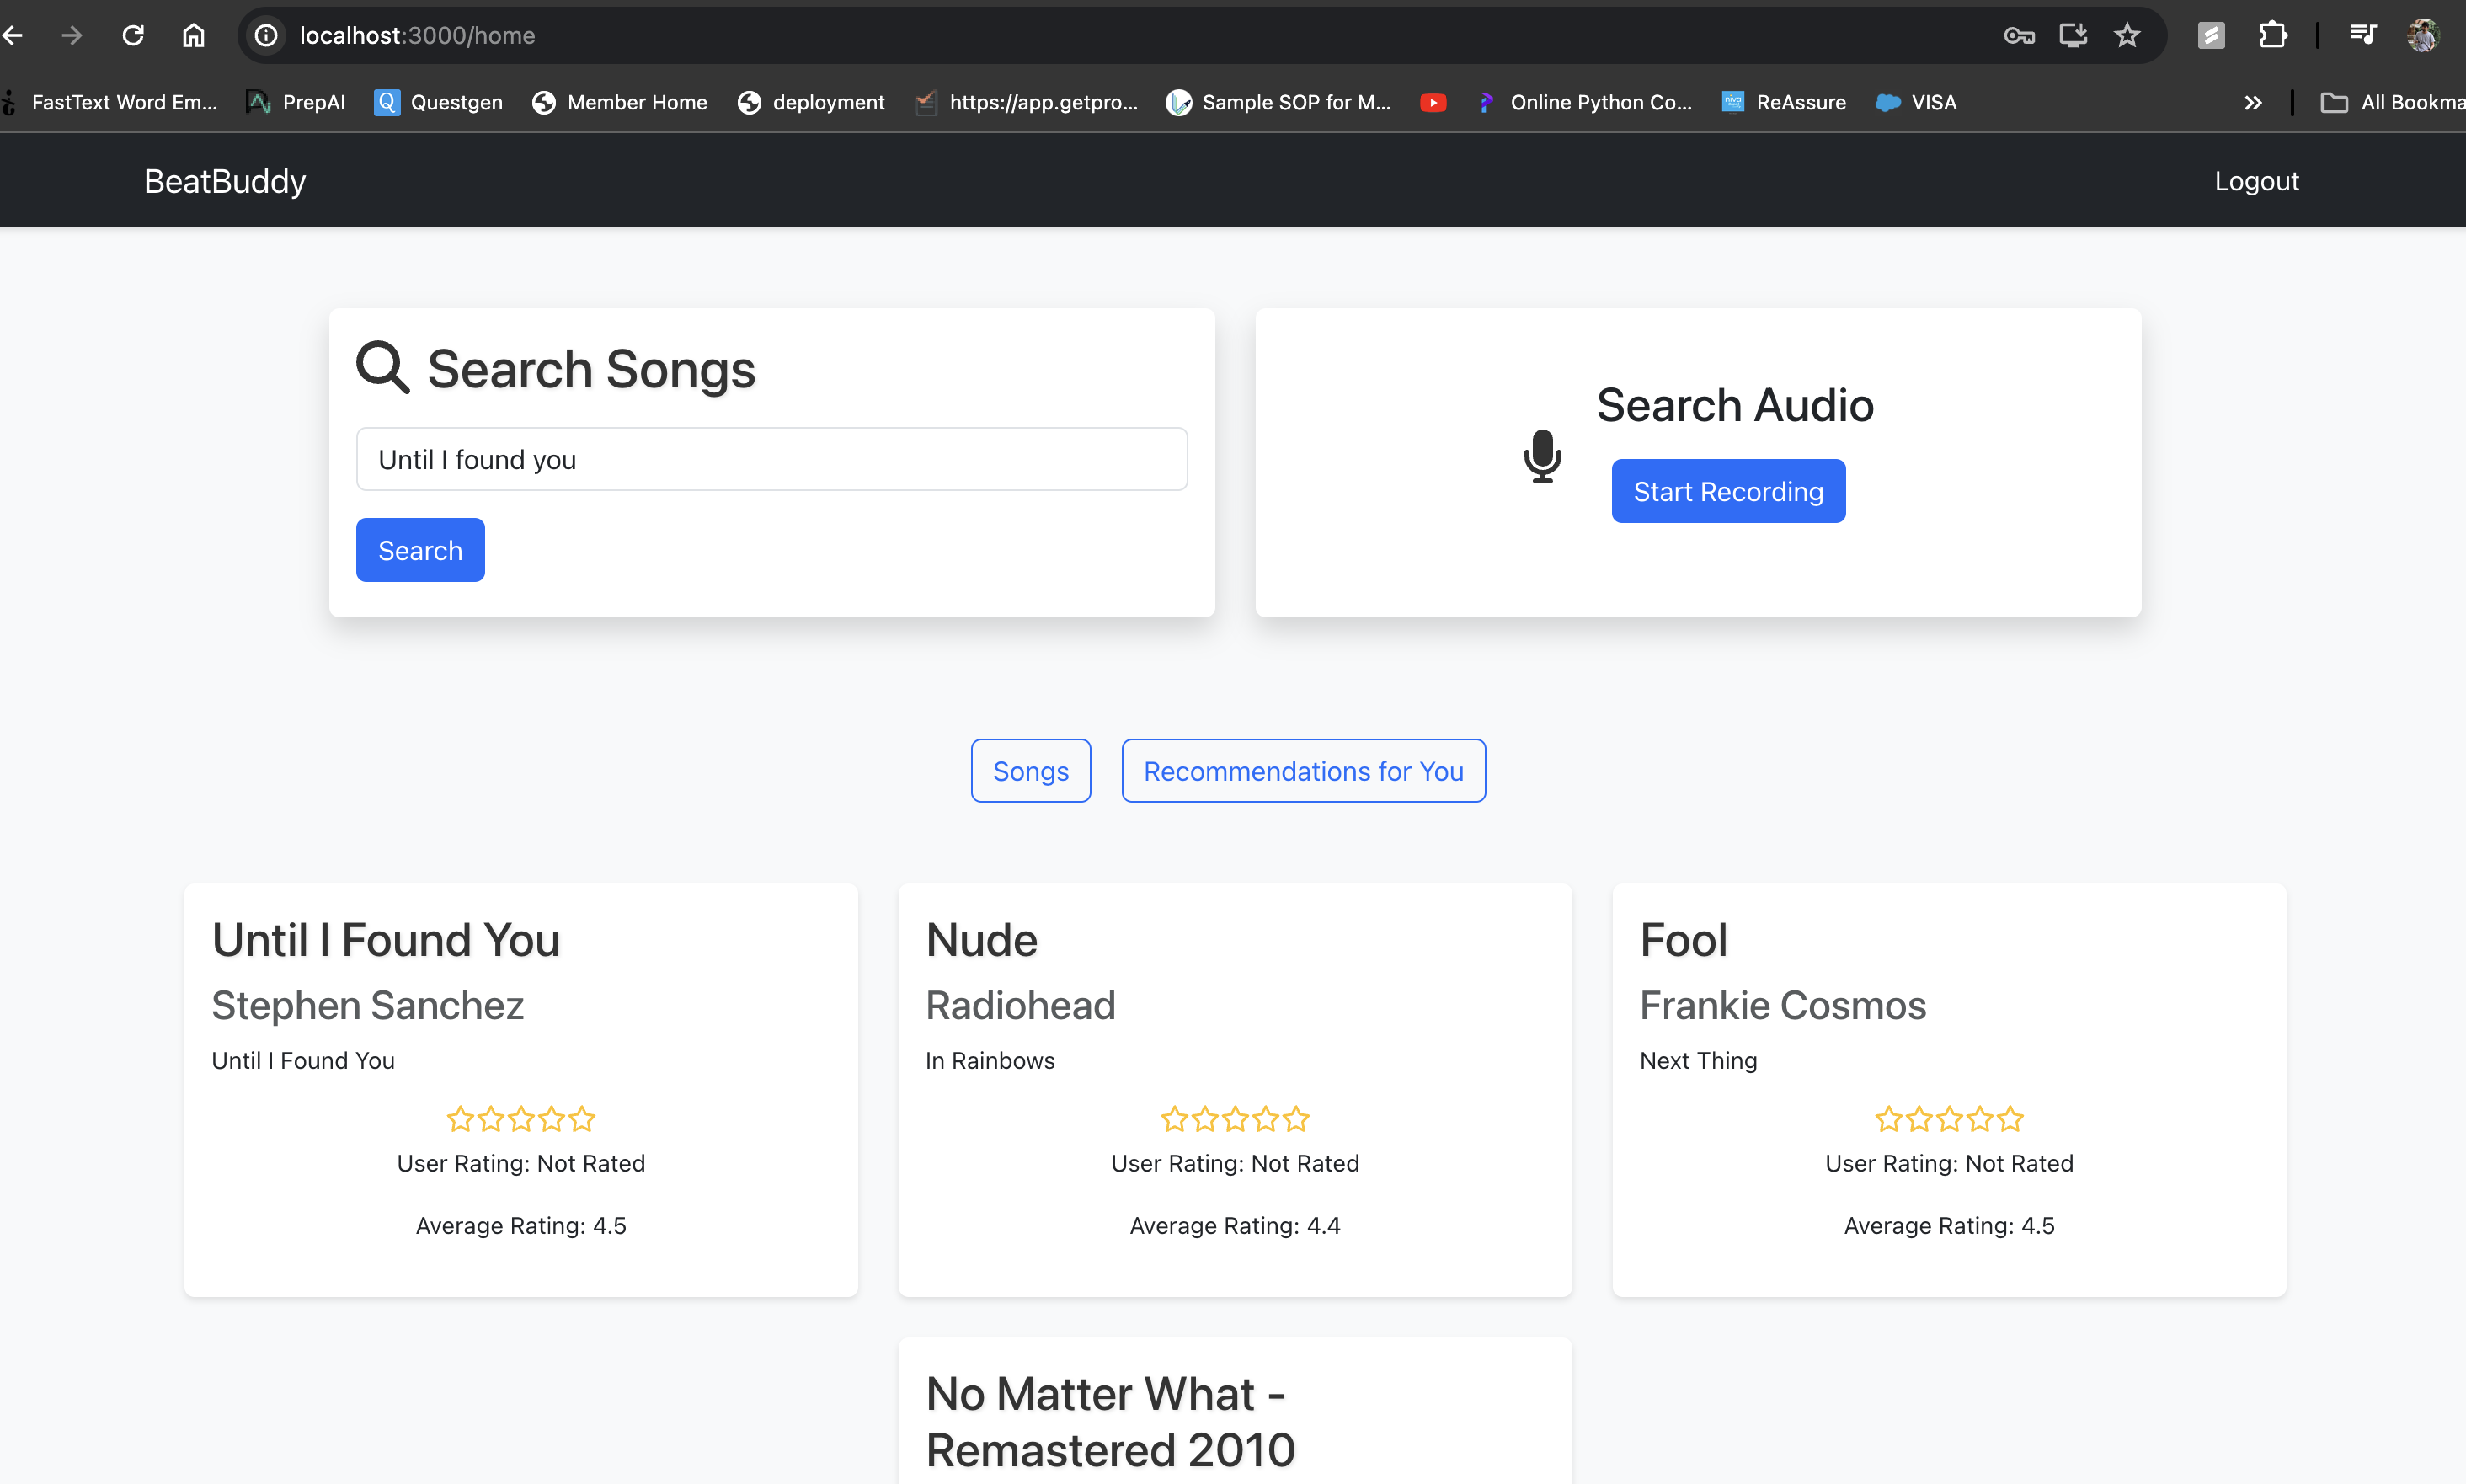 localhost:3000/home
FastText Word Em... PrepAI Questgen Member Home deployment https://app.getpro... Sample SOP for M... Online Python Co... ReAssure VISA All Bookma
BeatBuddy Logout
Search Songs
Until I found you
Search
Search Audio
Start Recording
Songs Recommendations for You
Until I Found You
Stephen Sanchez
Until I Found You
User Rating: Not Rated
Average Rating: 4.5
Nude
Radiohead
In Rainbows
User Rating: Not Rated
Average Rating: 4.4
Fool
Frankie Cosmos
Next Thing
User Rating: Not Rated
Average Rating: 4.5
No Matter What -
Remastered 2010